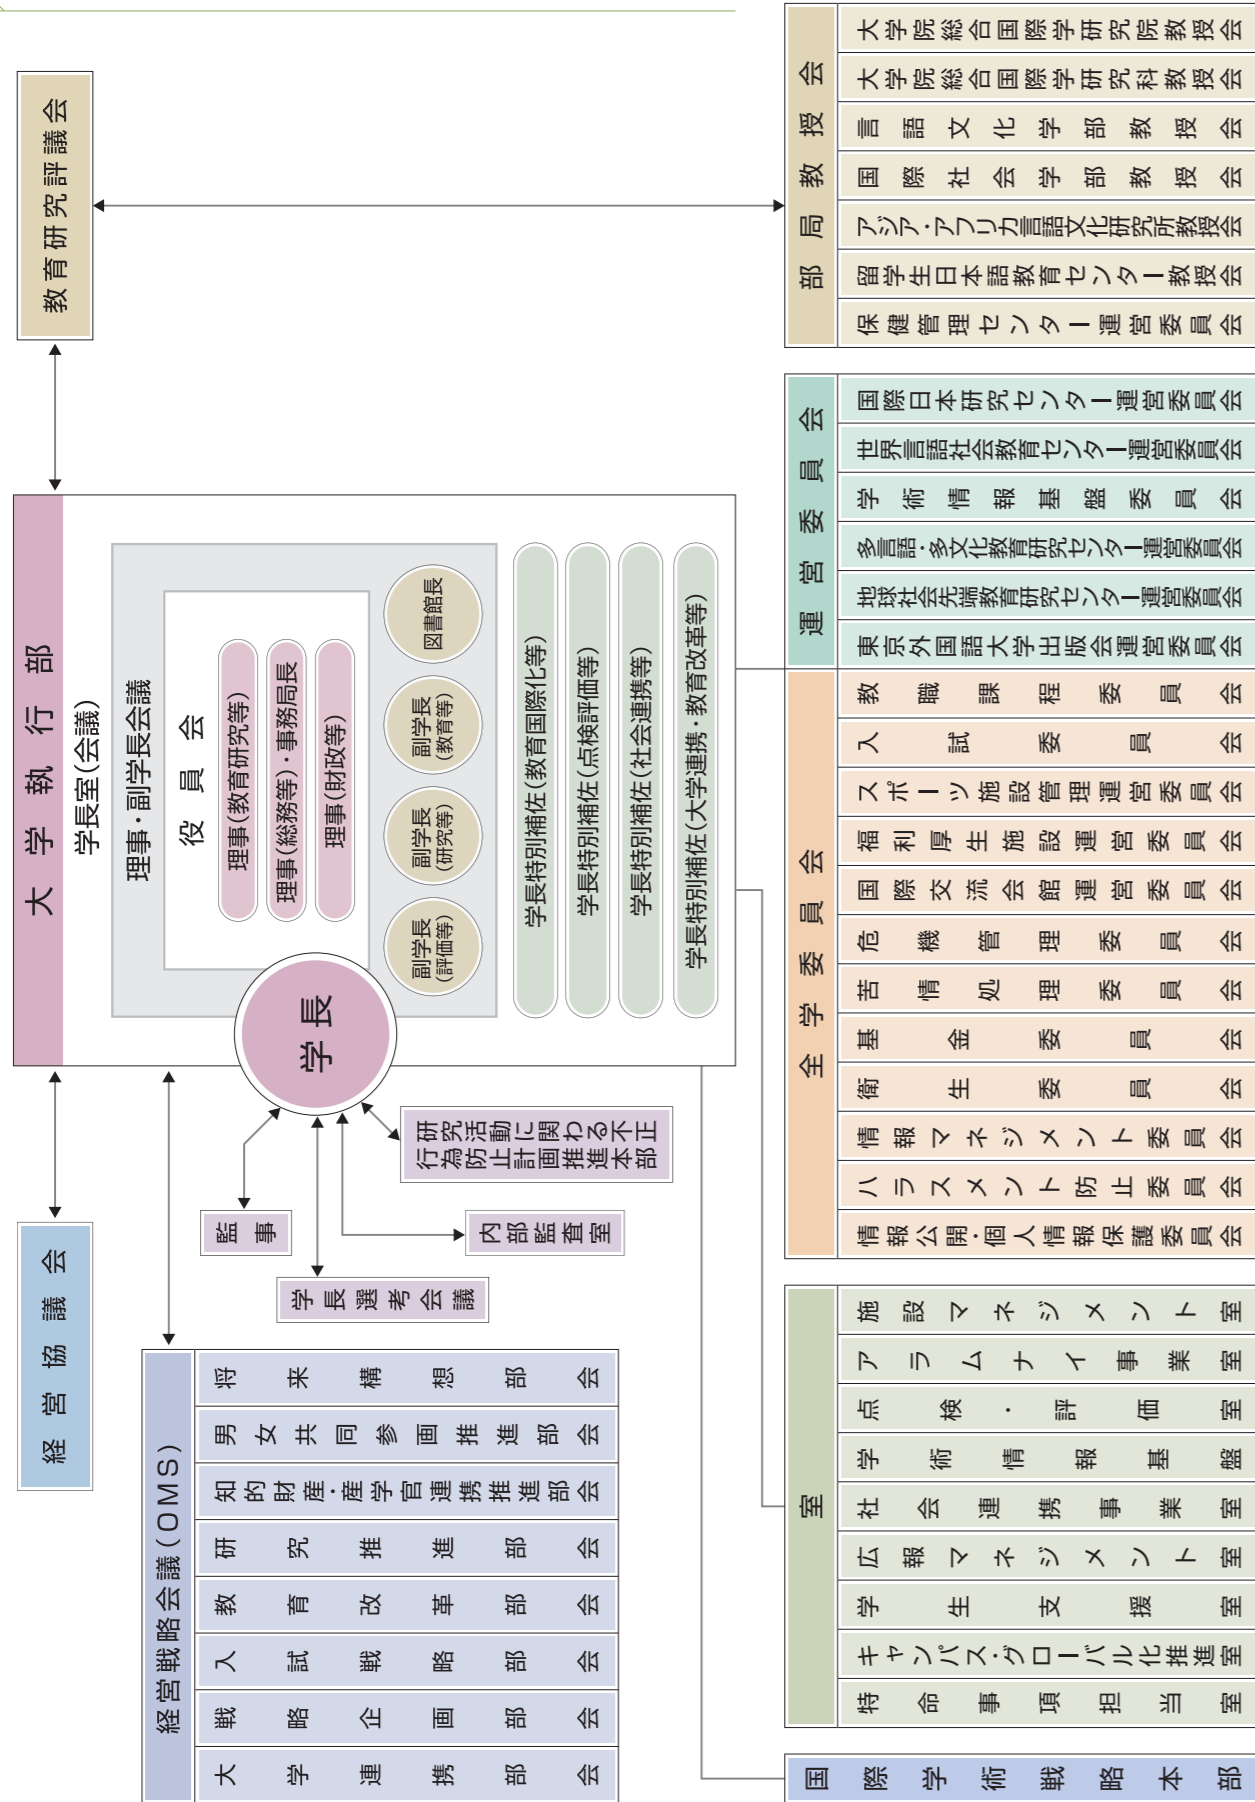 大学執行部
学長室(会議)
理事・副学長会議
役員会
理事(教育研究等)
理事(総務等)・事務局長
理事(財政等)
学長
副学長
(評価等)
副学長
(研究等)
副学長
(教育等)
図書館長
学長特別補佐(教育国際化等)
学長特別補佐(点検評価等)
学長特別補佐(社会連携等)
学長特別補佐(大学連携・教育改革等)
教育研究評議会
経営協議会
監事
学長選考会議
内部監査室
研究活動に関わる不正
行為防止計画推進本部
経営戦略会議(OMS)
将来構想部会
男女共同参画推進部会
知的財産・産学官連携推進部会
研究推進部会
教育改革部会
入試戦略部会
戦略企画部会
大学連携部会
部局教授会
大学院総合国際学研究院教授会
大学院総合国際学研究科教授会
言語文化学部教授会
国際社会学部教授会
アジア・アフリカ言語文化研究所教授会
留学生日本語教育センター教授会
保健管理センター運営委員会
運営委員会
国際日本研究センター運営委員会
世界言語社会教育センター運営委員会
学術情報基盤委員会
多言語・多文化教育研究センター運営委員会
地球社会先端教育研究センター運営委員会
東京外国語大学出版会運営委員会
全学委員会
教職課程委員会
入試委員会
スポーツ施設管理運営委員会
福利厚生施設運営委員会
国際交流会館運営委員会
危機管理委員会
苦情処理委員会
基金委員会
衛生委員会
情報マネジメント委員会
ハラスメント防止委員会
情報公開・個人情報保護委員会
室
施設マネジメント室
アラムナイ事業室
点検・評価室
学術情報基盤
社会連携事業室
広報マネジメント室
学生支援室
キャンパス・グローバル化推進室
特命事項担当室
国際学術戦略本部